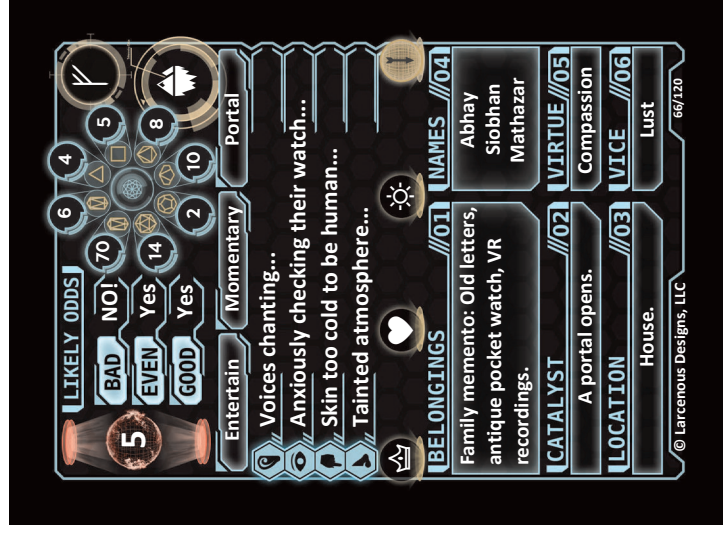 5
LIKELY ODDS
BAD NO!
EVEN Yes
GOOD Yes
4
6
5
70
8
14
10
2
Entertain Momentary Portal
Voices chanting...
Anxiously checking their watch...
Skin too cold to be human...
Tainted atmosphere...
BELONGINGS //01
Family memento: Old letters,
antique pocket watch, VR
recordings.
CATALYST //02
A portal opens.
LOCATION //03
House.
NAMES //04
Abhay
Siobhan
Mathazar
VIRTUE //05
Compassion
VICE //06
Lust
© Larcenous Designs, LLC
66/120